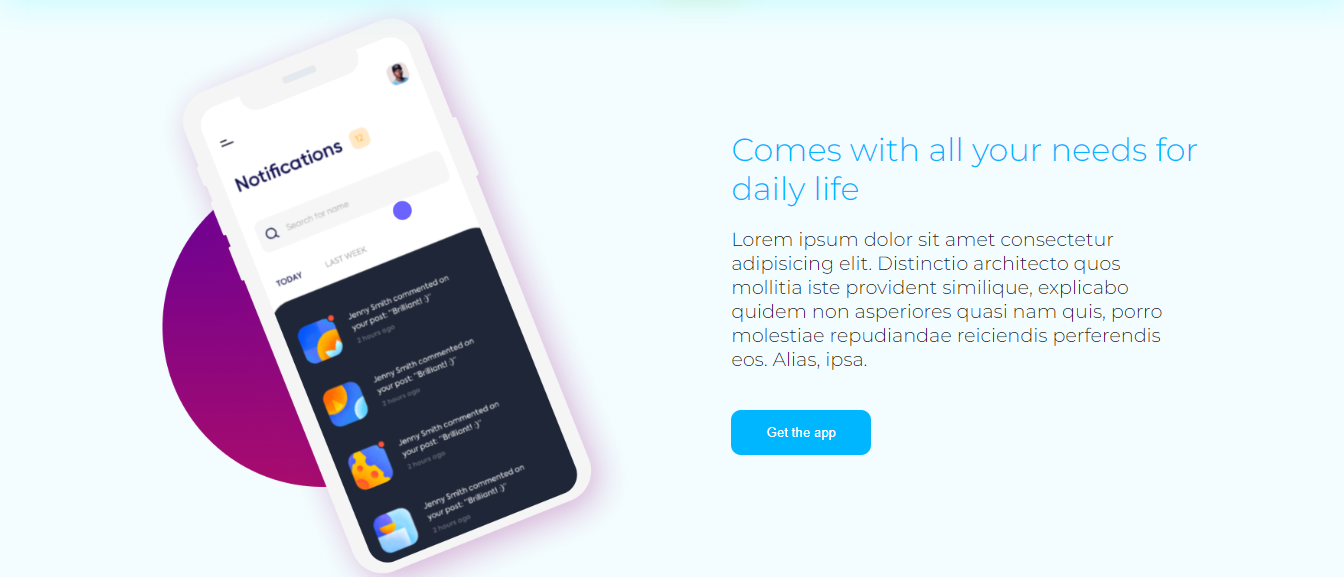 Notifications 12
Search for name
TODAY LAST WEEK
Jenny Smith commented on
your post: "Brilliant! :)"
2 hours ago
Jenny Smith commented on
your post: "Brilliant! :)"
2 hours ago
Jenny Smith commented on
your post: "Brilliant! :)"
2 hours ago
Jenny Smith commented on
your post: "Brilliant! :)"
2 hours ago
Comes with all your needs for
daily life
Lorem ipsum dolor sit amet consectetur
adipisicing elit. Distinctio architecto quos
mollitia iste provident similique, explicabo
quidem non asperiores quasi nam quis, porro
molestiae repudiandae reiciendis perferendis
eos. Alias, ipsa.
Get the app